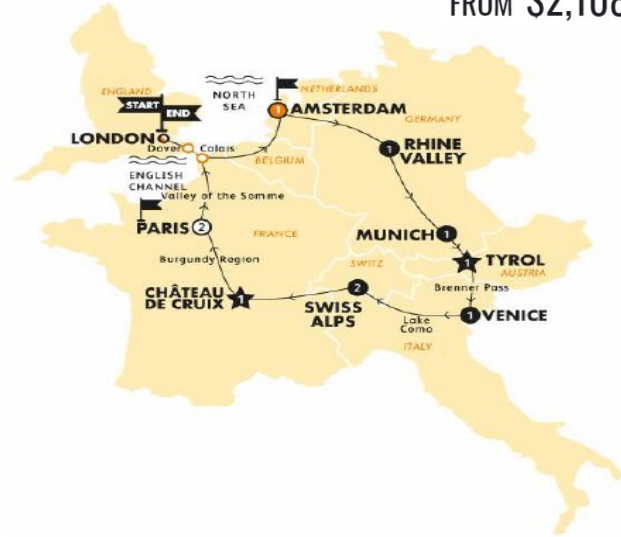 FROM $2,108
NORTH
SEA
ENGLAND
NETHERLANDS
START
END
1 AMSTERDAM
GERMANY
LONDON
Dover Calais
1 RHINE
VALLEY
BELGIUM
ENGLISH
CHANNEL
Valley of the Somme
PARIS 2
FRANCE
MUNICH 1
1 TYROL
AUSTRIA
Burgundy Region
SWITZ
Brenner Pass
CHÂTEAU
DE CRUIX
1
2
SWISS
ALPS
Lake
Como
1 VENICE
ITALY